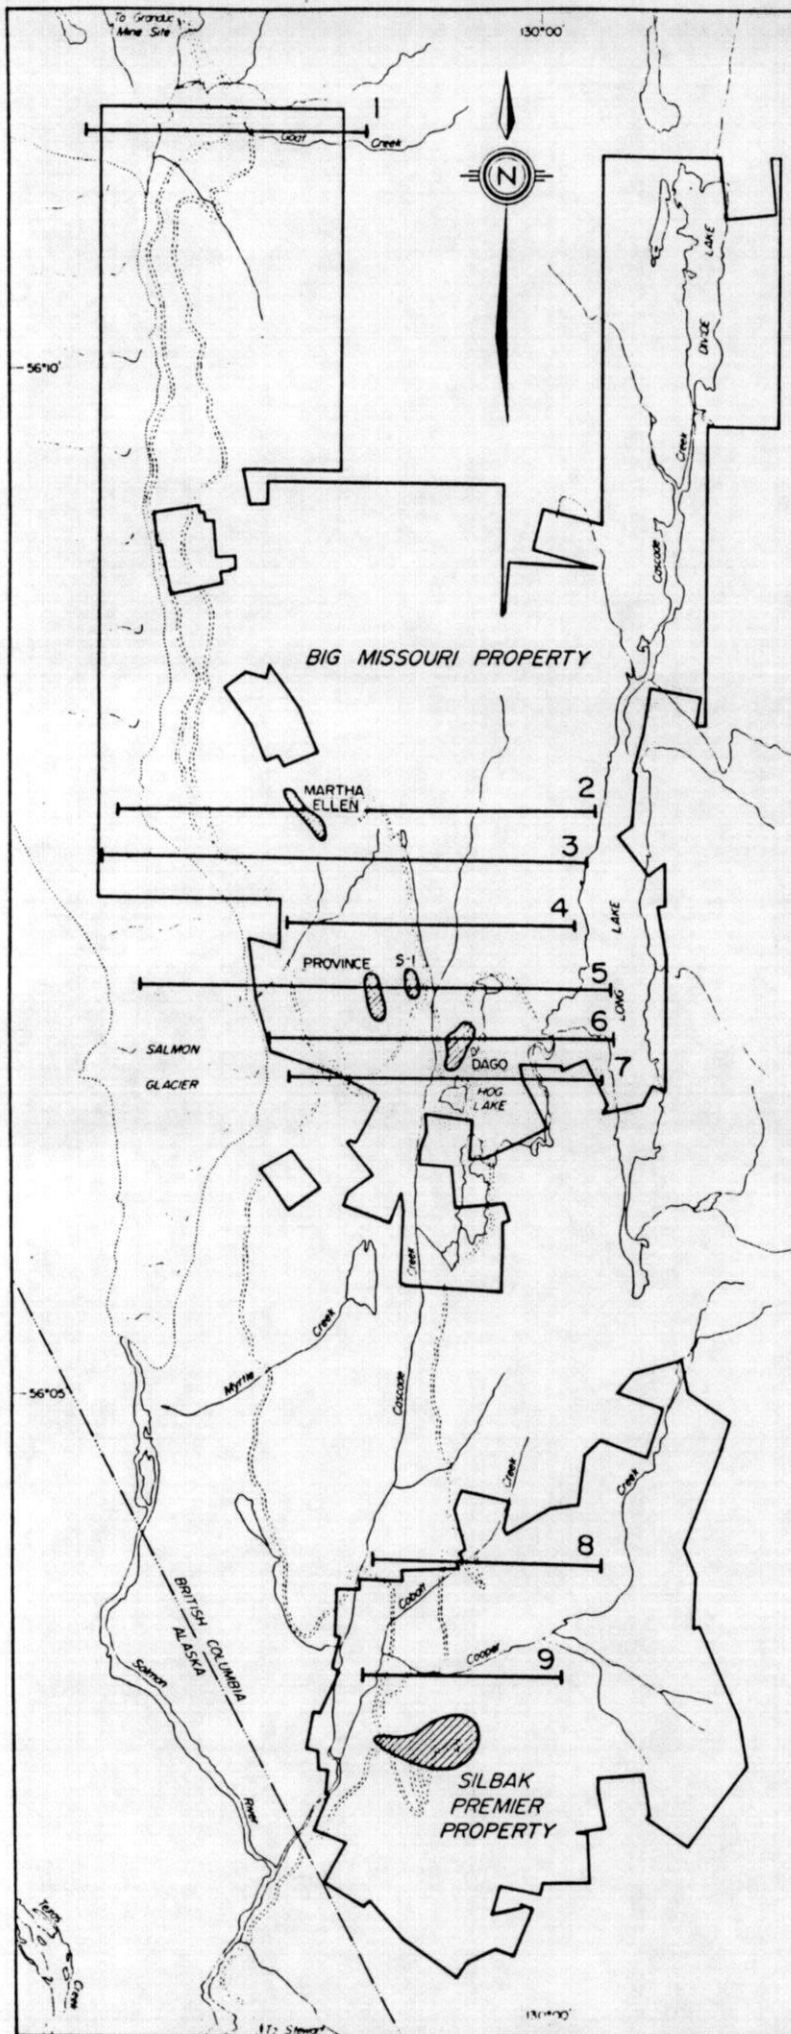 To Granduc
Mine Site
130°00'
1
Goat Creek
N
DIVIDE LAKE
56°10'
Creek
Cascade
BIG MISSOURI PROPERTY
MARTHA
ELLEN
2
3
4
LAKE
PROVINCE
S-1
5
LONG
6
SALMON
GLACIER
DAGO
7
HOG
LAKE
Creek
Creek
Myrtle
56°05'
Cascade
Creek
Creek
8
BRITISH COLUMBIA
ALASKA
Cobalt
Cooper
9
Salmon
River
SILBAK
PREMIER
PROPERTY
Texas
Creek
To Stewart